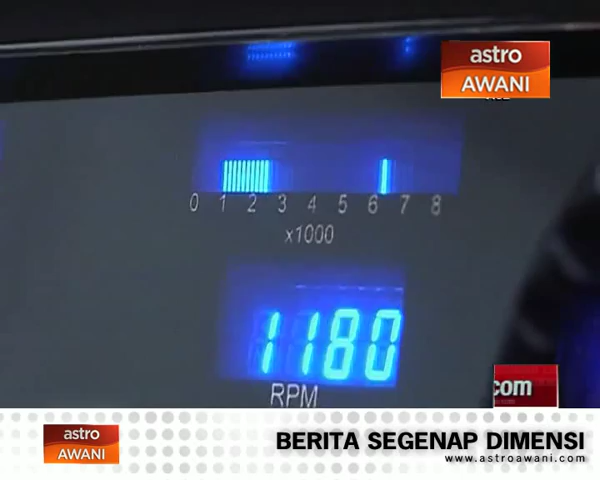 astro
AWANI
0 1 2 3 4 5 6 7 8
x1000
1180
RPM
com
astro
AWANI
BERITA SEGENAP DIMENSI
www.astroawani.com